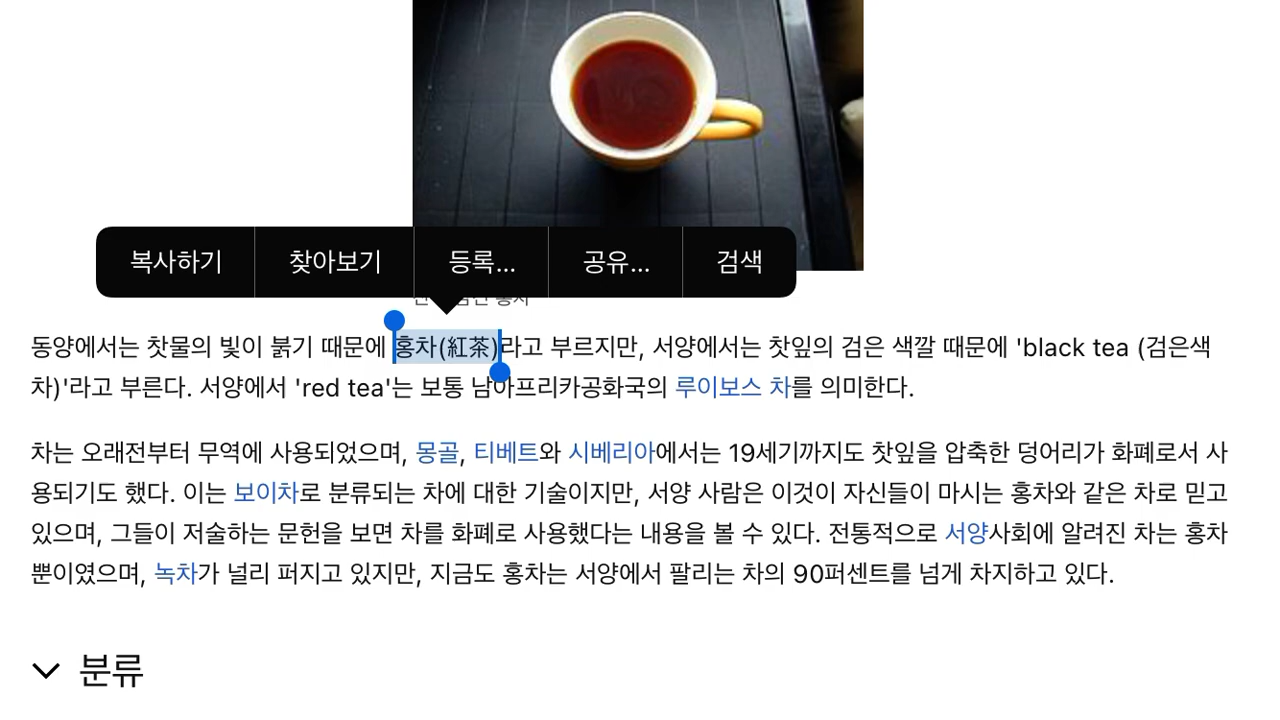 복사하기 찾아보기 등록... 공유... 검색
홍차
동양에서는 찻물의 빛이 붉기 때문에 홍차(紅茶)라고 부르지만, 서양에서는 찻잎의 검은 색깔 때문에 'black tea (검은색
차)'라고 부른다. 서양에서 'red tea'는 보통 남아프리카공화국의 루이보스 차를 의미한다.
차는 오래전부터 무역에 사용되었으며, 몽골, 티베트와 시베리아에서는 19세기까지도 찻잎을 압축한 덩어리가 화폐로서 사
용되기도 했다. 이는 보이차로 분류되는 차에 대한 기술이지만, 서양 사람은 이것이 자신들이 마시는 홍차와 같은 차로 믿고
있으며, 그들이 저술하는 문헌을 보면 차를 화폐로 사용했다는 내용을 볼 수 있다. 전통적으로 서양사회에 알려진 차는 홍차
뿐이였으며, 녹차가 널리 퍼지고 있지만, 지금도 홍차는 서양에서 팔리는 차의 90퍼센트를 넘게 차지하고 있다.
분류